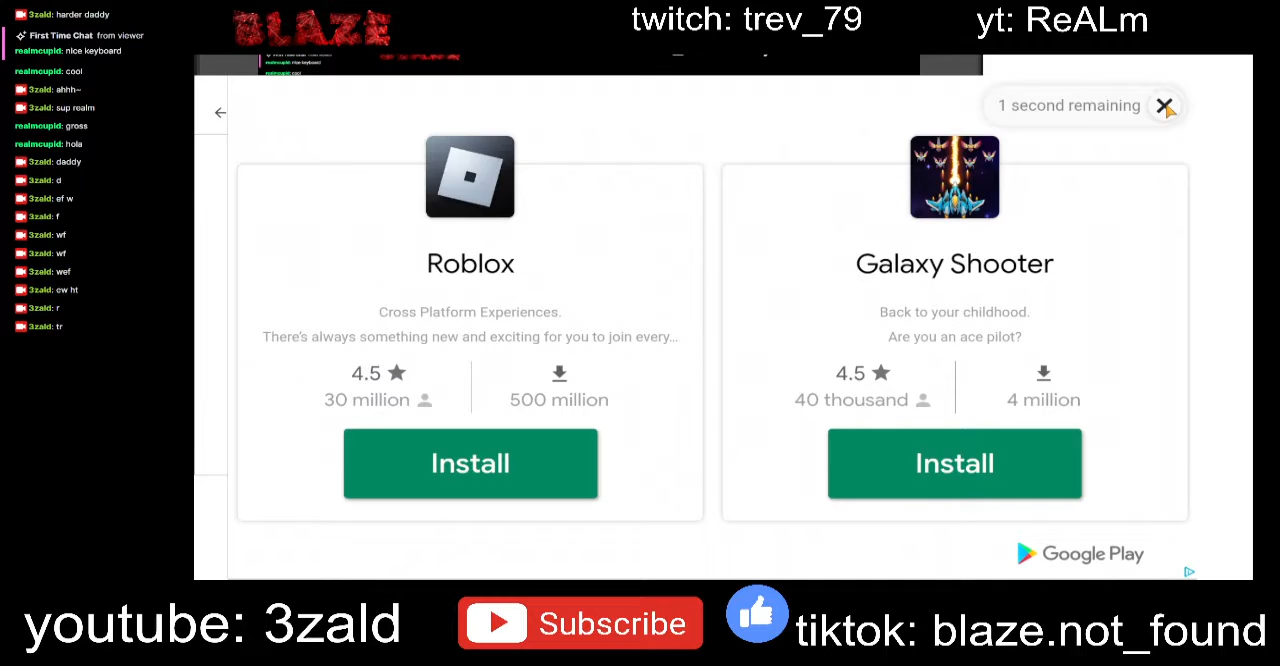 3zald: harder daddy
First Time Chat from viewer
realmcupid: nice keyboard
realmcupid: cool
3zald: ahhh~
3zald: sup realm
realmcupid: gross
realmcupid: hola
3zald: daddy
3zald: d
3zald: ef w
3zald: f
3zald: wf
3zald: wf
3zald: wef
3zald: ew ht
3zald: r
3zald: tr
BLAZE
twitch: trev_79
yt: ReALm
realmcupid: nice keyboard
realmcupid: cool
1 second remaining
Roblox
Cross Platform Experiences.
There's always something new and exciting for you to join every...
4.5
30 million
500 million
Install
Galaxy Shooter
Back to your childhood.
Are you an ace pilot?
4.5
40 thousand
4 million
Install
Google Play
youtube: 3zald
Subscribe
tiktok: blaze.not_found